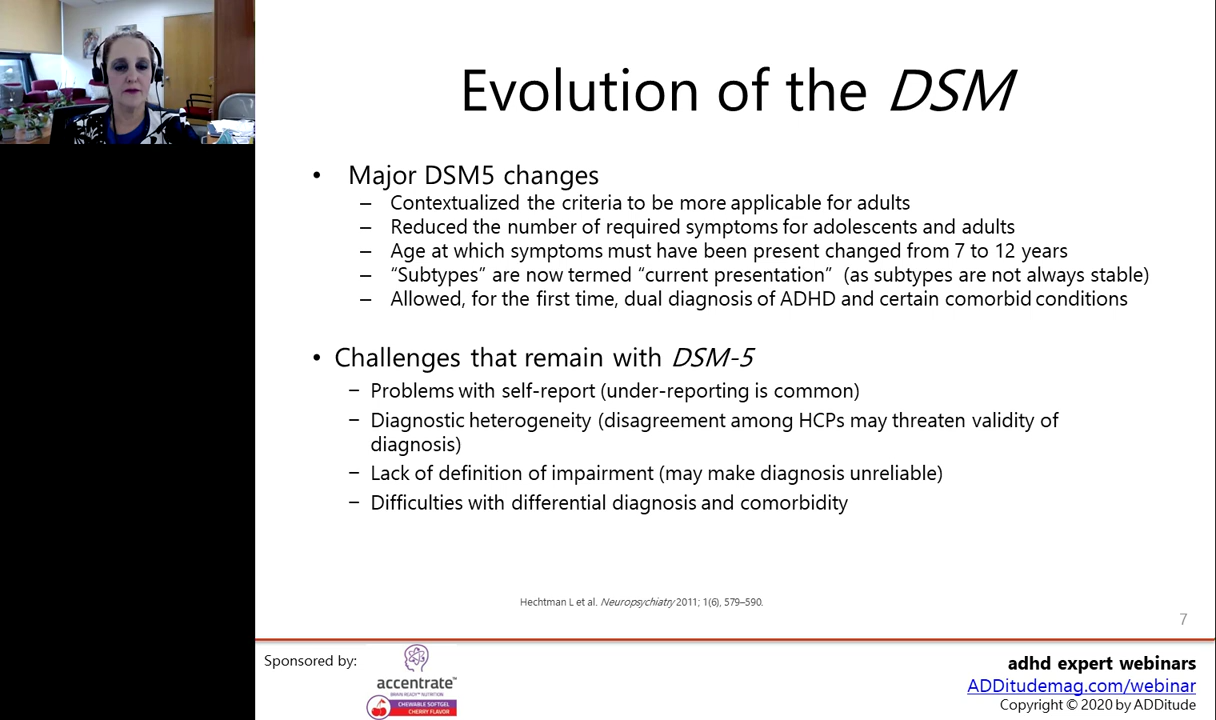 Evolution of the DSM
• Major DSM5 changes
– Contextualized the criteria to be more applicable for adults
– Reduced the number of required symptoms for adolescents and adults
– Age at which symptoms must have been present changed from 7 to 12 years
– “Subtypes” are now termed “current presentation” (as subtypes are not always stable)
– Allowed, for the first time, dual diagnosis of ADHD and certain comorbid conditions
• Challenges that remain with DSM-5
– Problems with self-report (under-reporting is common)
– Diagnostic heterogeneity (disagreement among HCPs may threaten validity of
diagnosis)
– Lack of definition of impairment (may make diagnosis unreliable)
– Difficulties with differential diagnosis and comorbidity
Hechtman L et al. Neuropsychiatry 2011; 1(6), 579–590.
7
Sponsored by:
accentrate™
BRAIN READY™ NUTRITION
CHEWABLE SOFTGEL
CHERRY FLAVOR
adhd expert webinars
ADDitudemag.com/webinar
Copyright © 2020 by ADDitude